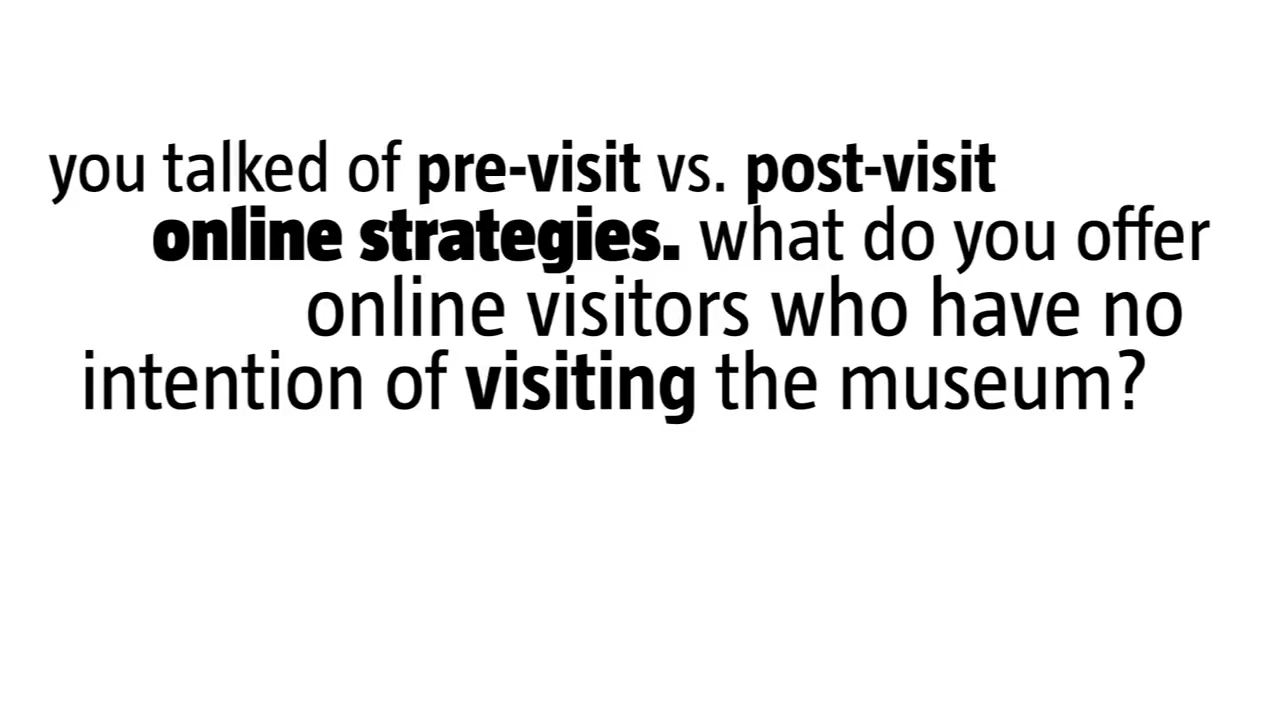 you talked of pre-visit vs. post-visit
online strategies. what do you offer
online visitors who have no
intention of visiting the museum?